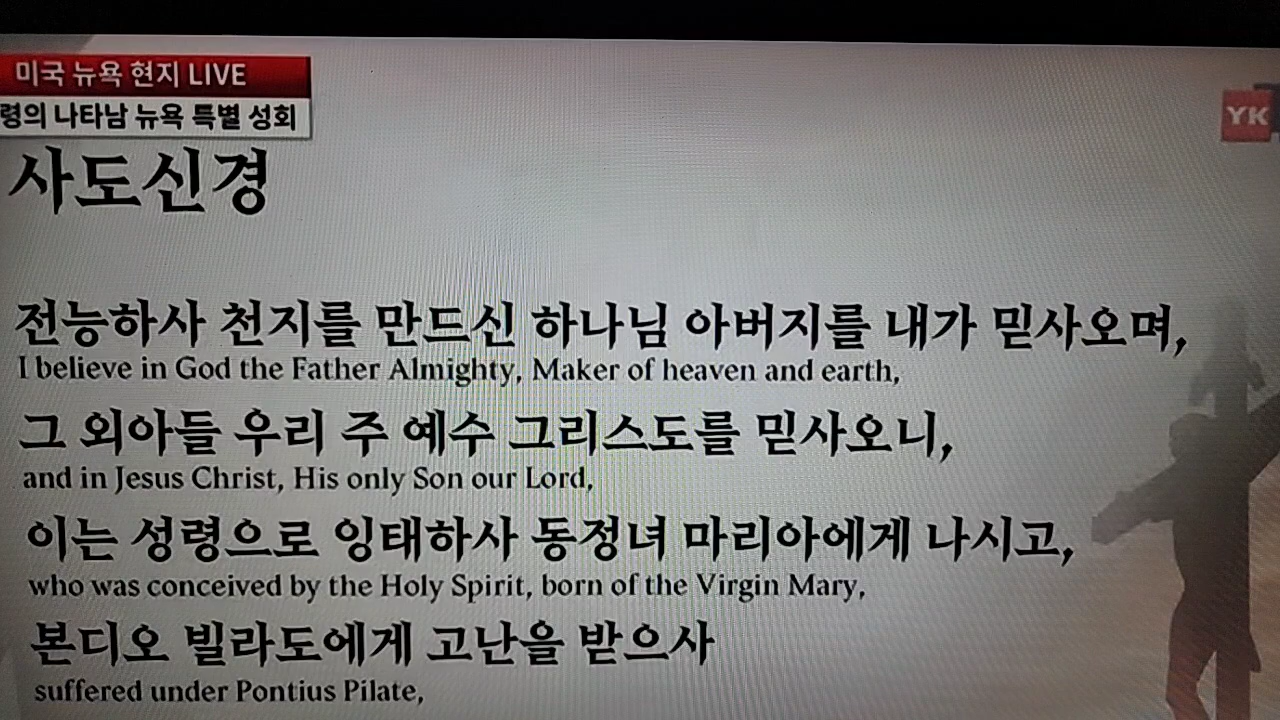 미국 뉴욕 현지 LIVE
령의 나타남 뉴욕 특별 성회
YK
사도신경
전능하사 천지를 만드신 하나님 아버지를 내가 믿사오며,
I believe in God the Father Almighty, Maker of heaven and earth,
그 외아들 우리 주 예수 그리스도를 믿사오니,
and in Jesus Christ, His only Son our Lord,
이는 성령으로 잉태하사 동정녀 마리아에게 나시고,
who was conceived by the Holy Spirit, born of the Virgin Mary,
본디오 빌라도에게 고난을 받으사
suffered under Pontius Pilate,